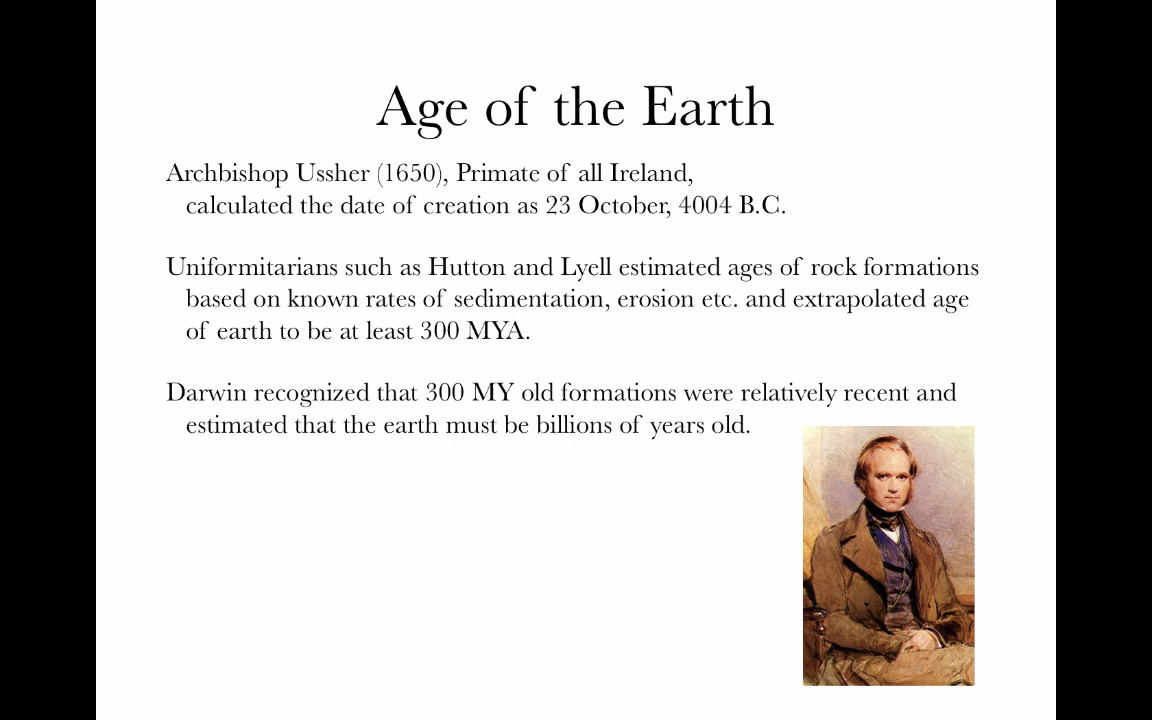 Age of the Earth
Archbishop Ussher (1650), Primate of all Ireland,
calculated the date of creation as 23 October, 4004 B.C.
Uniformitarians such as Hutton and Lyell estimated ages of rock formations
based on known rates of sedimentation, erosion etc. and extrapolated age
of earth to be at least 300 MYA.
Darwin recognized that 300 MY old formations were relatively recent and
estimated that the earth must be billions of years old.